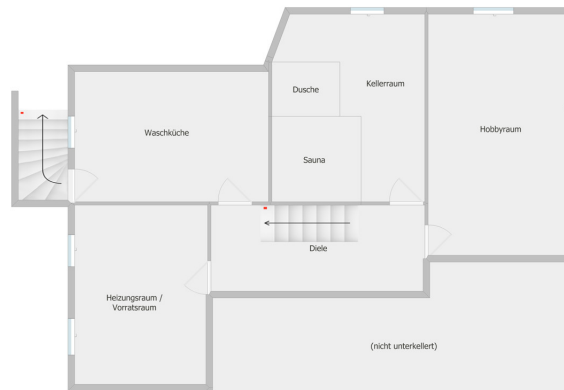 Kellerraum
Dusche
Waschküche
Hobbyraum
Sauna
Diele
Heizungsraum /
Vorratsraum
(nicht unterkellert)